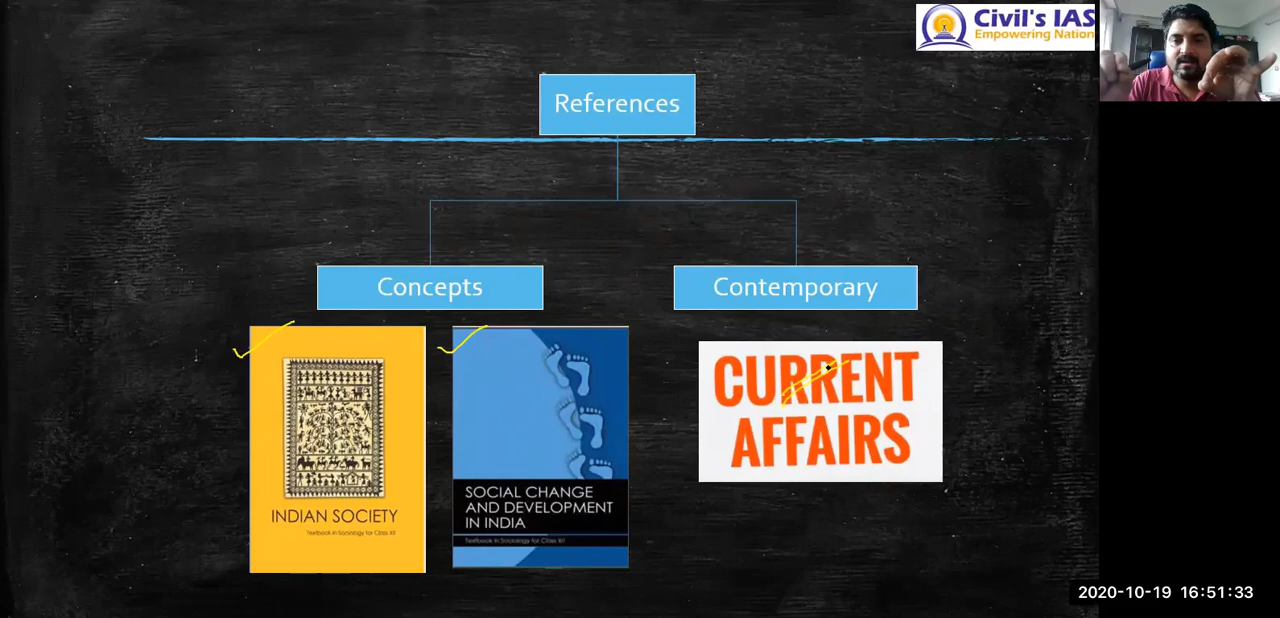 Civil's IAS
Empowering Nation
References
Concepts
Contemporary
CURRENT
AFFAIRS
INDIAN SOCIETY
Textbook in Sociology for Class XII
SOCIAL CHANGE
AND DEVELOPMENT
IN INDIA
Textbook in Sociology for Class XII
2020-10-19 16:51:33